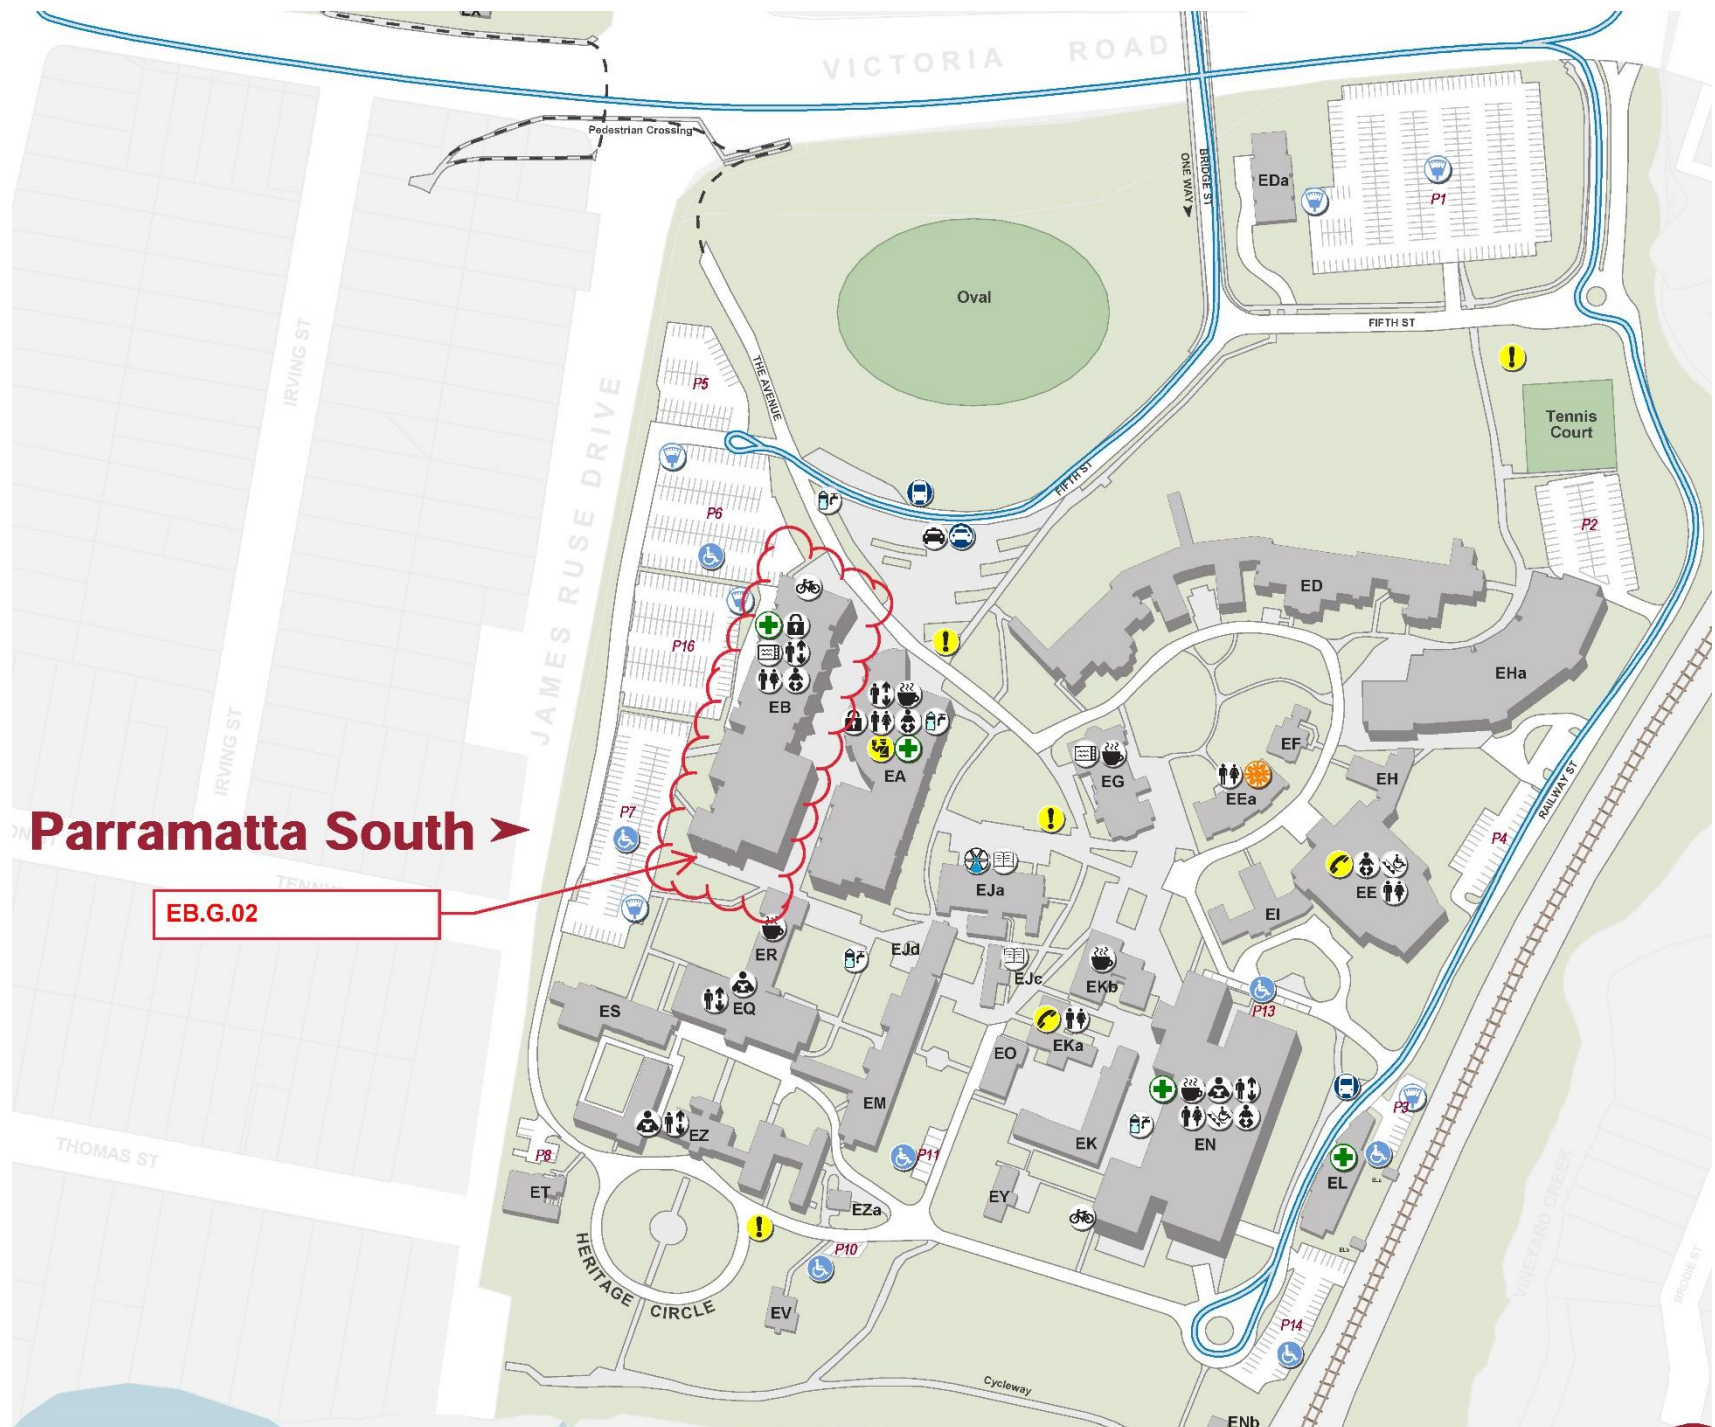 EX
VICTORIA ROAD
Pedestrian Crossing
BRIDGE ST
ONE WAY
EDa
P1
Oval
FIFTH ST
IRVING ST
JAMES RUSE DRIVE
THE AVENUE
P5
Tennis
Court
FIFTH ST
P6
P2
ED
P16
EHa
EB
EF
EA
EG
EH
EEa
IRVING ST
Parramatta South
P7
RAILWAY ST
P4
EJa
EE
EB.G.02
EI
ER
EJd
EJc
EKb
ES
EQ
P13
EO
EKa
EM
P3
EZ
EK
EN
THOMAS ST
P8
P11
EL
ET
EY
EZa
P10
HERITAGE CIRCLE
EV
P14
VINEYARD CREEK
BRODIE ST
Cycleway
ENb